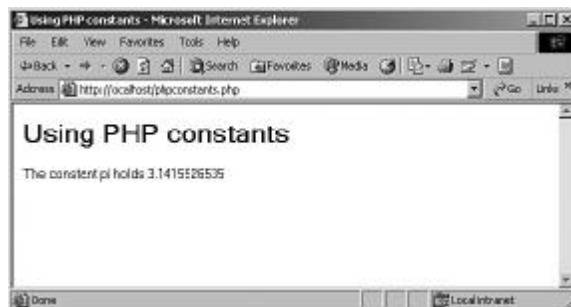 Using PHP constants - Microsoft Internet Explorer
File Edit View Favorites Tools Help
Back Search Favorites Media
Address http://localhost/phpconstants.php Go Links »
Using PHP constants
The constant pi holds 3.1415926535
Done Local intranet